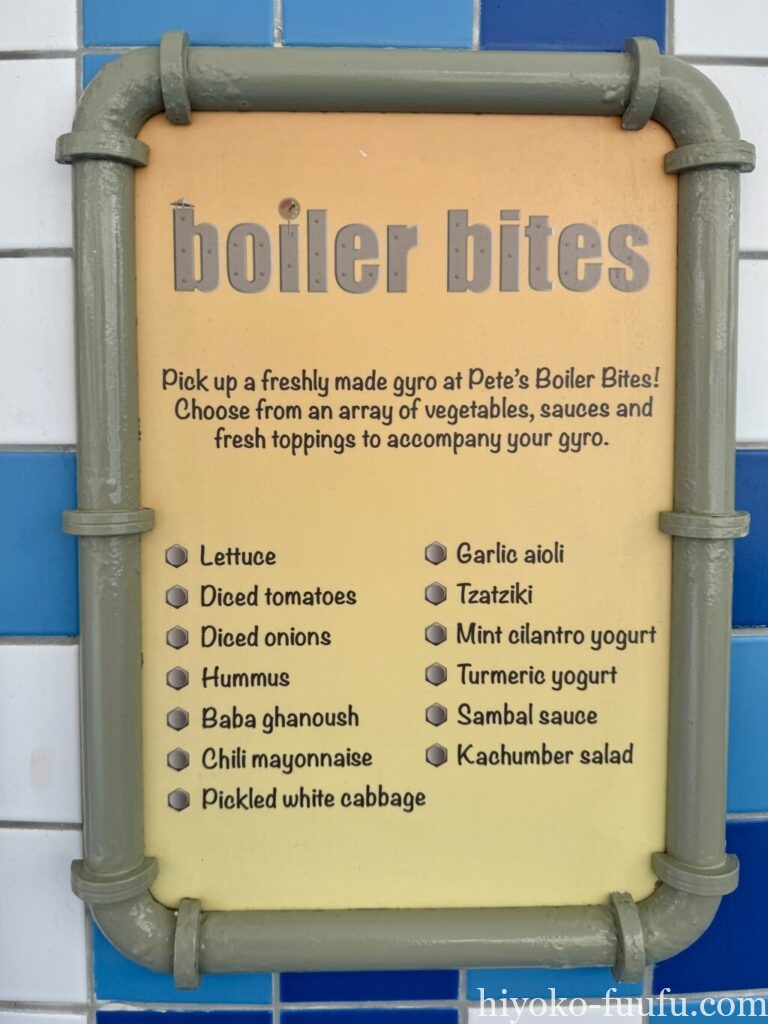 boiler bites
Pick up a freshly made gyro at Pete's Boiler Bites!
Choose from an array of vegetables, sauces and
fresh toppings to accompany your gyro.
Lettuce
Diced tomatoes
Diced onions
Hummus
Baba ghanoush
Chili mayonnaise
Pickled white cabbage
Garlic aioli
Tzatziki
Mint cilantro yogurt
Turmeric yogurt
Sambal sauce
Kachumber salad
hiyoko-fuufu.com